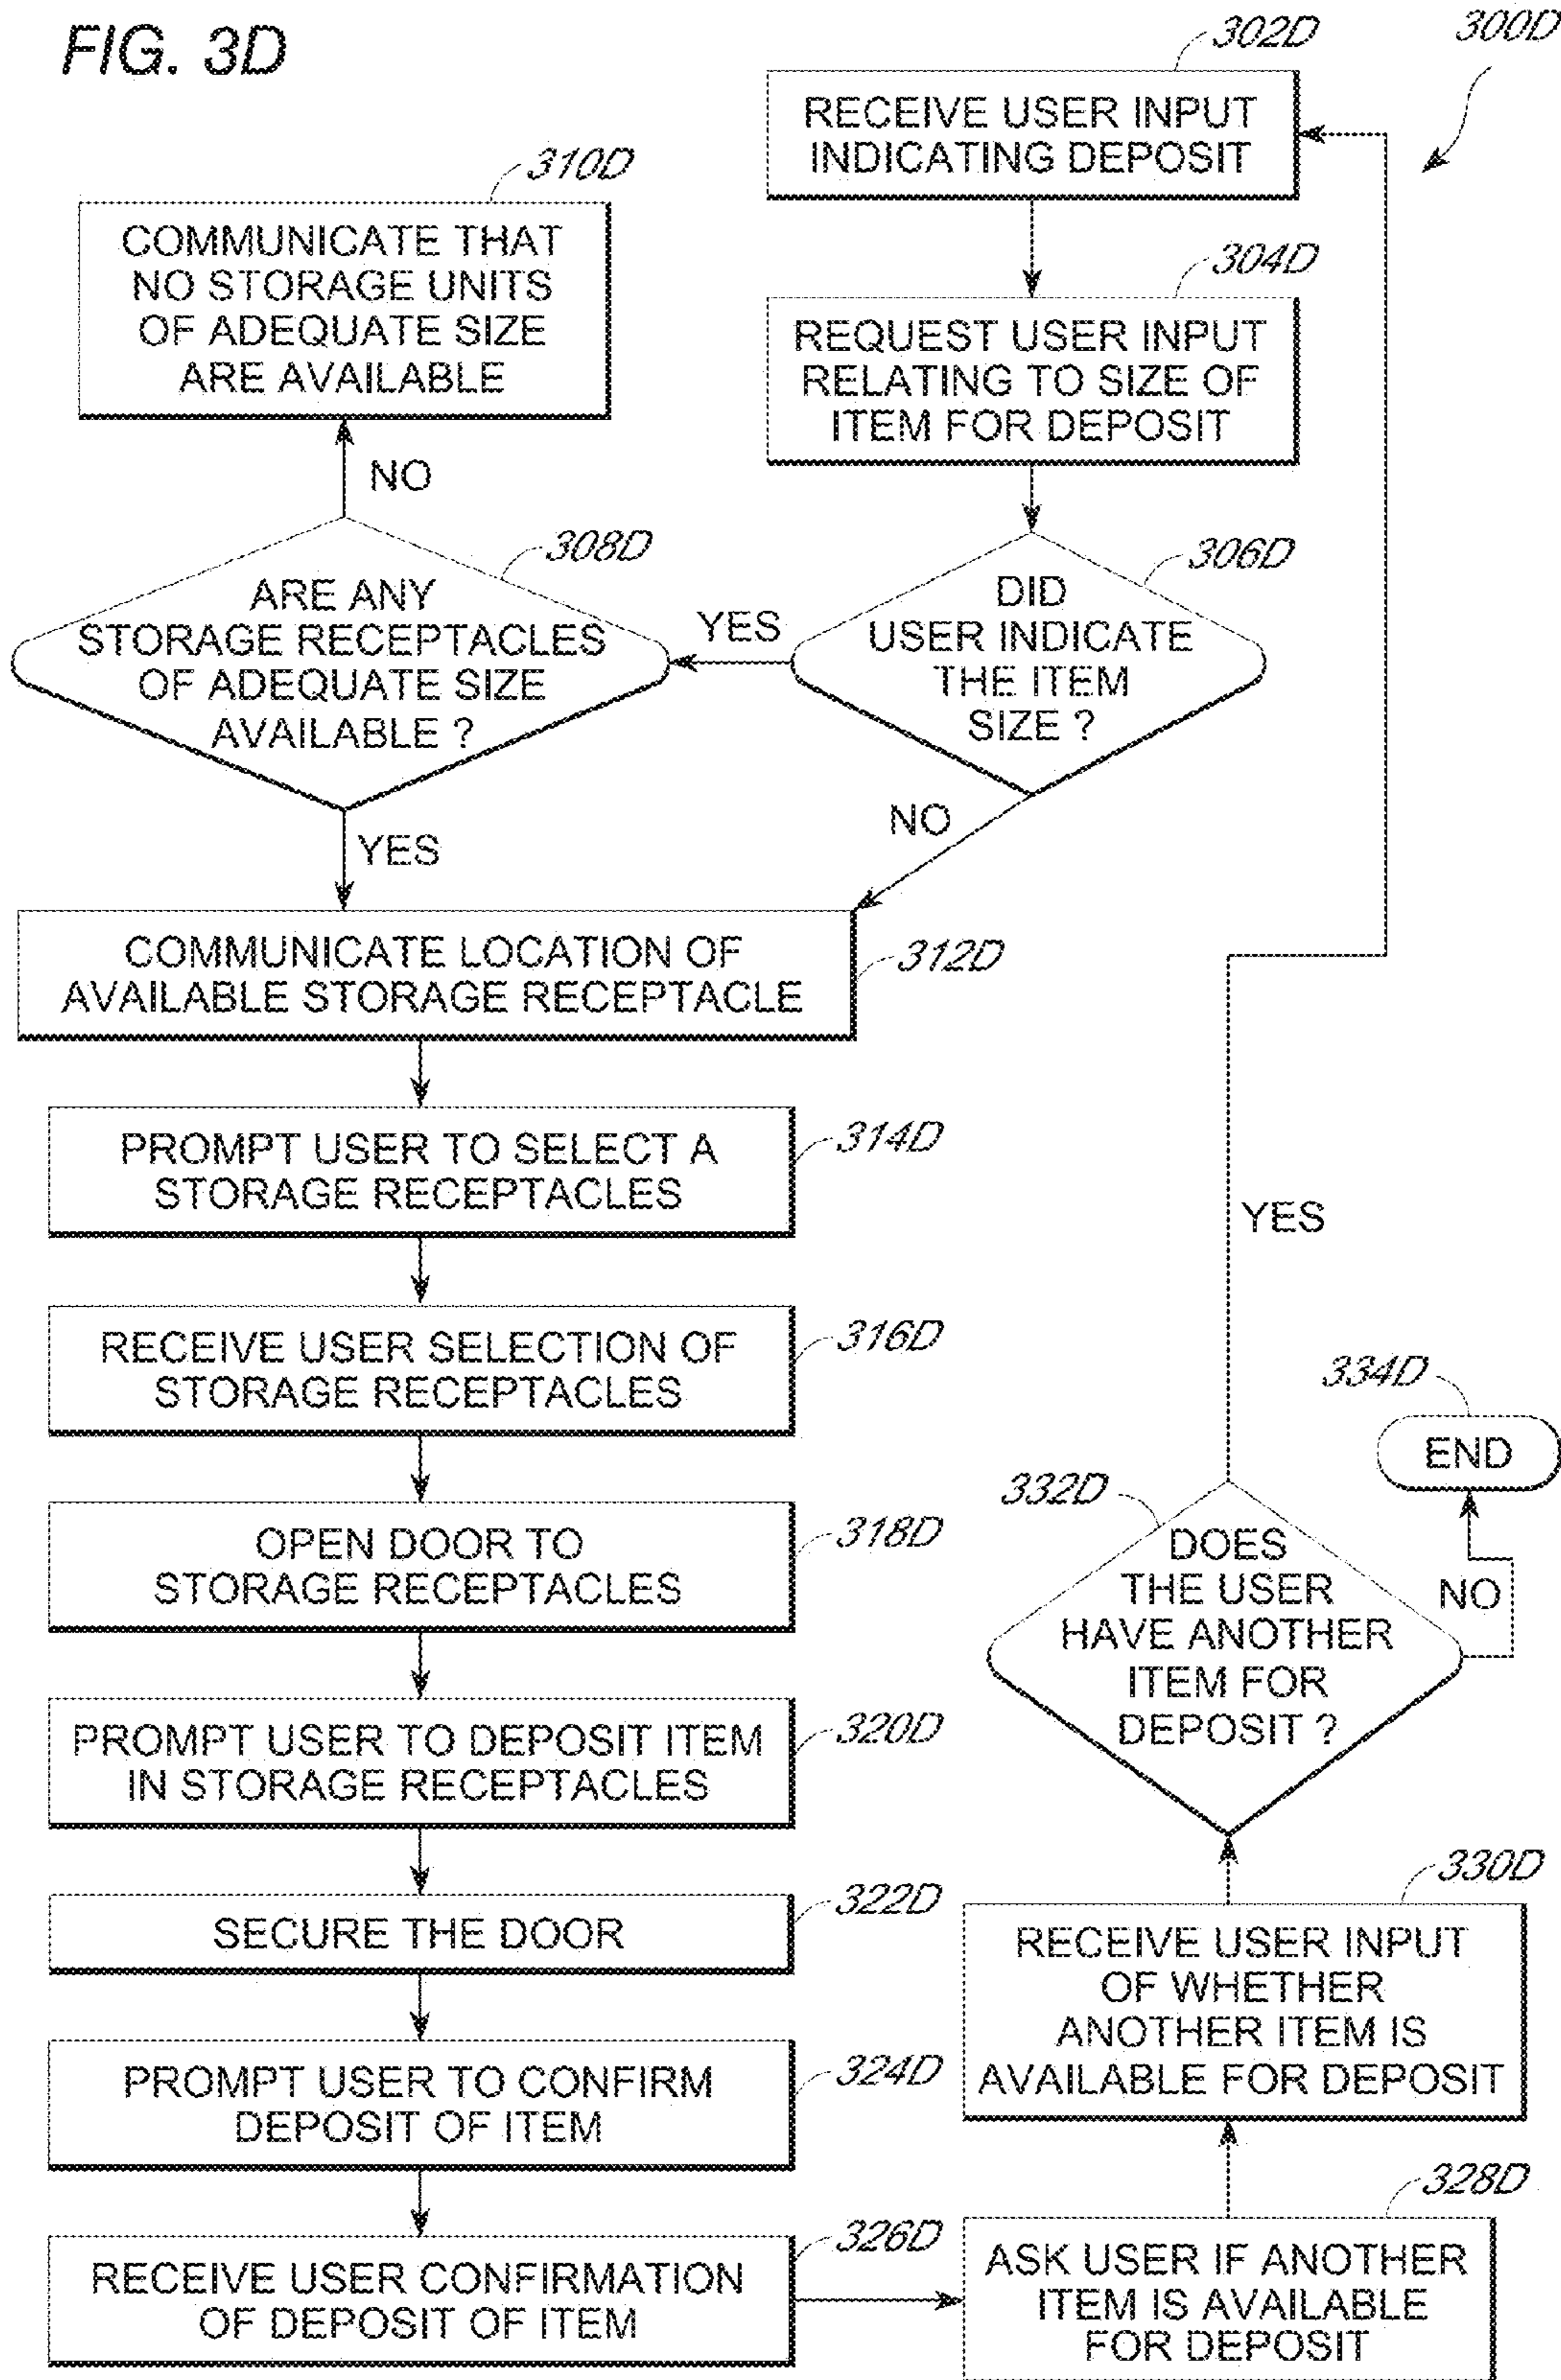 FIG. 3D
300D
302D
RECEIVE USER INPUT
INDICATING DEPOSIT
304D
REQUEST USER INPUT
RELATING TO SIZE OF
ITEM FOR DEPOSIT
306D
DID
USER INDICATE
THE ITEM
SIZE ?
YES
NO
308D
ARE ANY
STORAGE RECEPTACLES
OF ADEQUATE SIZE
AVAILABLE ?
NO
310D
COMMUNICATE THAT
NO STORAGE UNITS
OF ADEQUATE SIZE
ARE AVAILABLE
YES
COMMUNICATE LOCATION OF
AVAILABLE STORAGE RECEPTACLE
312D
PROMPT USER TO SELECT A
STORAGE RECEPTACLES
314D
RECEIVE USER SELECTION OF
STORAGE RECEPTACLES
316D
OPEN DOOR TO
STORAGE RECEPTACLES
318D
PROMPT USER TO DEPOSIT ITEM
IN STORAGE RECEPTACLES
320D
SECURE THE DOOR
322D
PROMPT USER TO CONFIRM
DEPOSIT OF ITEM
324D
RECEIVE USER CONFIRMATION
OF DEPOSIT OF ITEM
326D
328D
ASK USER IF ANOTHER
ITEM IS AVAILABLE
FOR DEPOSIT
330D
RECEIVE USER INPUT
OF WHETHER
ANOTHER ITEM IS
AVAILABLE FOR DEPOSIT
332D
DOES
THE USER
HAVE ANOTHER
ITEM FOR
DEPOSIT ?
YES
NO
334D
END